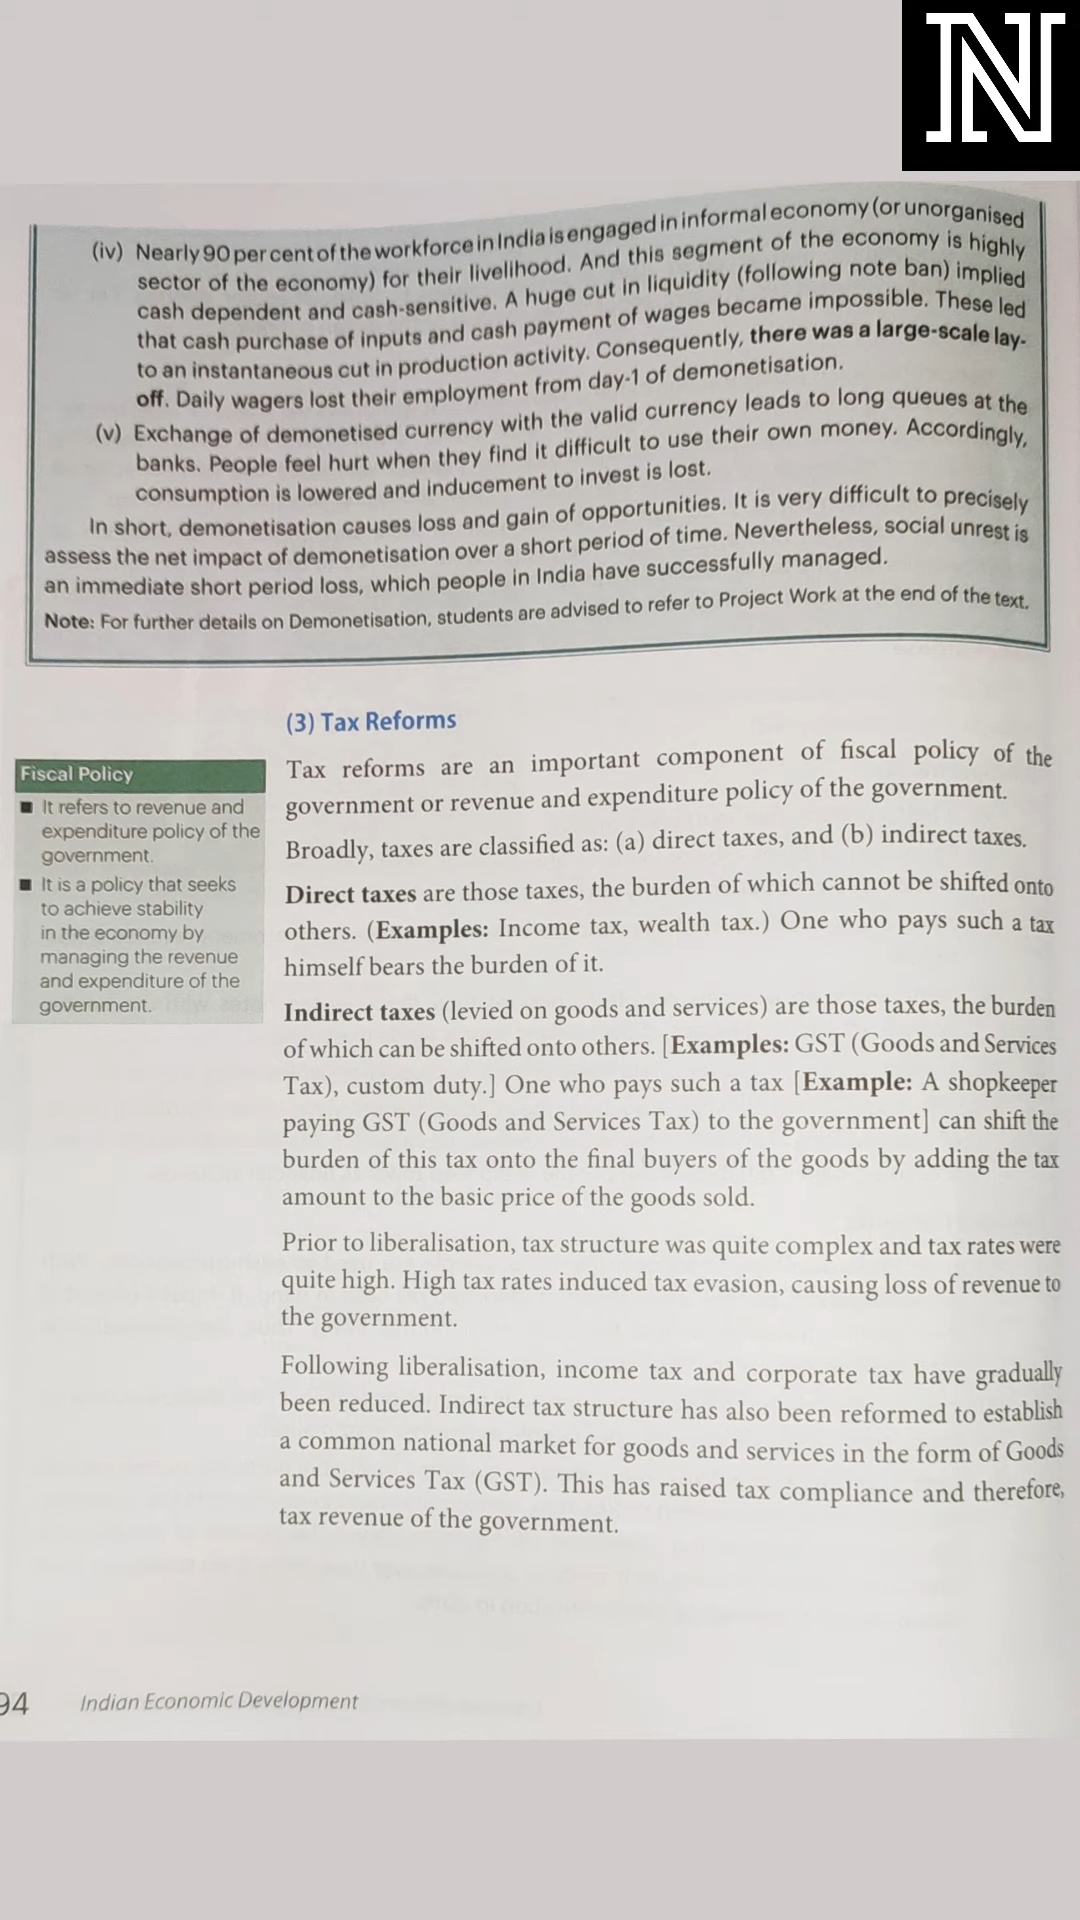 N
(iv) Nearly 90 per cent of the workforce in India is engaged in informal economy (or unorganised
sector of the economy) for their livelihood. And this segment of the economy is highly
cash dependent and cash-sensitive. A huge cut in liquidity (following note ban) implied
that cash purchase of inputs and cash payment of wages became impossible. These led
to an instantaneous cut in production activity. Consequently, there was a large-scale lay-
off. Daily wagers lost their employment from day-1 of demonetisation.
(v) Exchange of demonetised currency with the valid currency leads to long queues at the
banks. People feel hurt when they find it difficult to use their own money. Accordingly,
consumption is lowered and inducement to invest is lost.
In short, demonetisation causes loss and gain of opportunities. It is very difficult to precisely
assess the net impact of demonetisation over a short period of time. Nevertheless, social unrest is
an immediate short period loss, which people in India have successfully managed.
Note: For further details on Demonetisation, students are advised to refer to Project Work at the end of the text.
(3) Tax Reforms
Fiscal Policy
■ It refers to revenue and
expenditure policy of the
government.
■ It is a policy that seeks
to achieve stability
in the economy by
managing the revenue
and expenditure of the
government.
Tax reforms are an important component of fiscal policy of the
government or revenue and expenditure policy of the government.
Broadly, taxes are classified as: (a) direct taxes, and (b) indirect taxes.
Direct taxes are those taxes, the burden of which cannot be shifted onto
others. (Examples: Income tax, wealth tax.) One who pays such a tax
himself bears the burden of it.
Indirect taxes (levied on goods and services) are those taxes, the burden
of which can be shifted onto others. [Examples: GST (Goods and Services
Tax), custom duty.] One who pays such a tax [Example: A shopkeeper
paying GST (Goods and Services Tax) to the government] can shift the
burden of this tax onto the final buyers of the goods by adding the tax
amount to the basic price of the goods sold.
Prior to liberalisation, tax structure was quite complex and tax rates were
quite high. High tax rates induced tax evasion, causing loss of revenue to
the government.
Following liberalisation, income tax and corporate tax have gradually
been reduced. Indirect tax structure has also been reformed to establish
a common national market for goods and services in the form of Goods
and Services Tax (GST). This has raised tax compliance and therefore,
tax revenue of the government.
94 Indian Economic Development